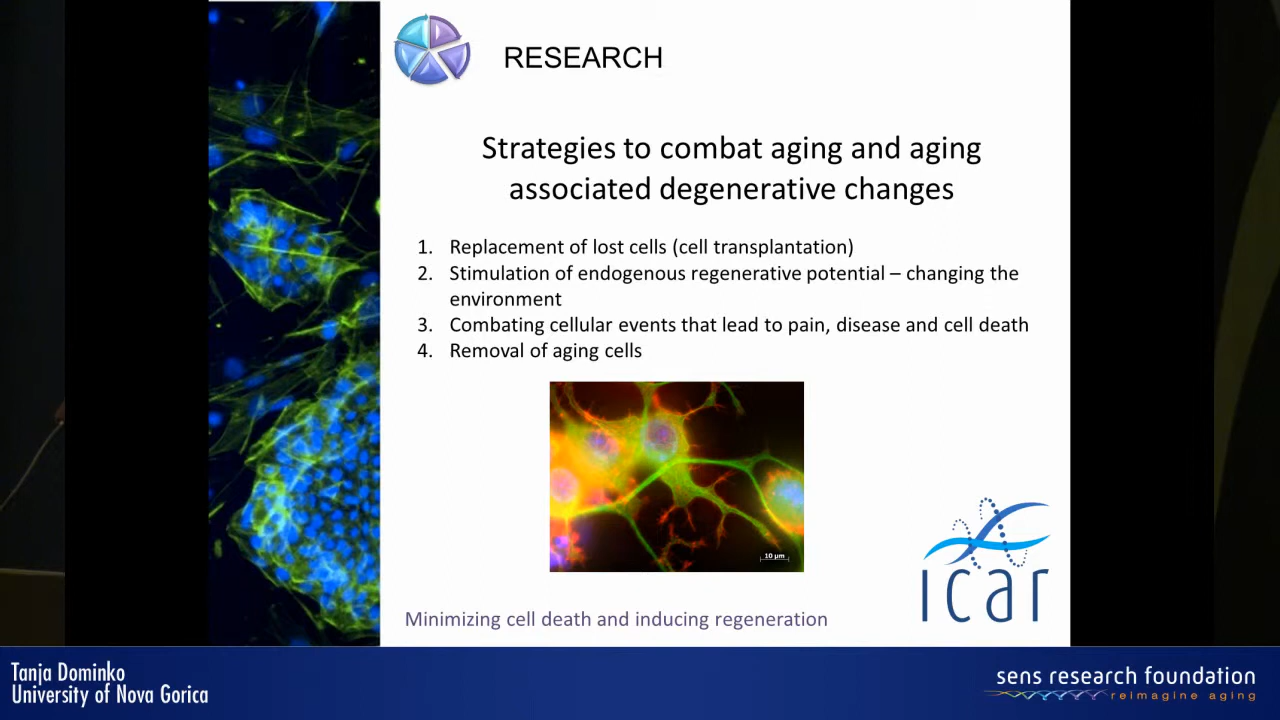 RESEARCH
Strategies to combat aging and aging
associated degenerative changes
1. Replacement of lost cells (cell transplantation)
2. Stimulation of endogenous regenerative potential – changing the
environment
3. Combating cellular events that lead to pain, disease and cell death
4. Removal of aging cells
10 µm
icar
Minimizing cell death and inducing regeneration
Tanja Dominko
University of Nova Gorica
sens research foundation
reimagine aging